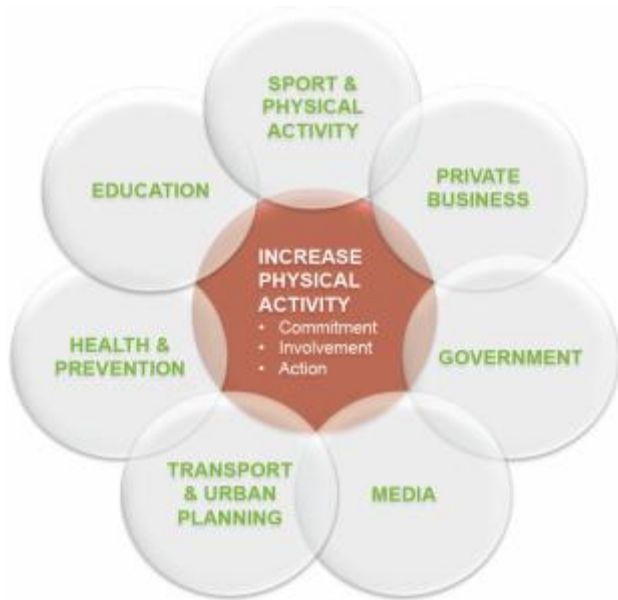 SPORT &
PHYSICAL
ACTIVITY
PRIVATE
BUSINESS
EDUCATION
INCREASE
PHYSICAL
ACTIVITY
• Commitment
• Involvement
• Action
HEALTH &
PREVENTION
GOVERNMENT
TRANSPORT
& URBAN
PLANNING
MEDIA